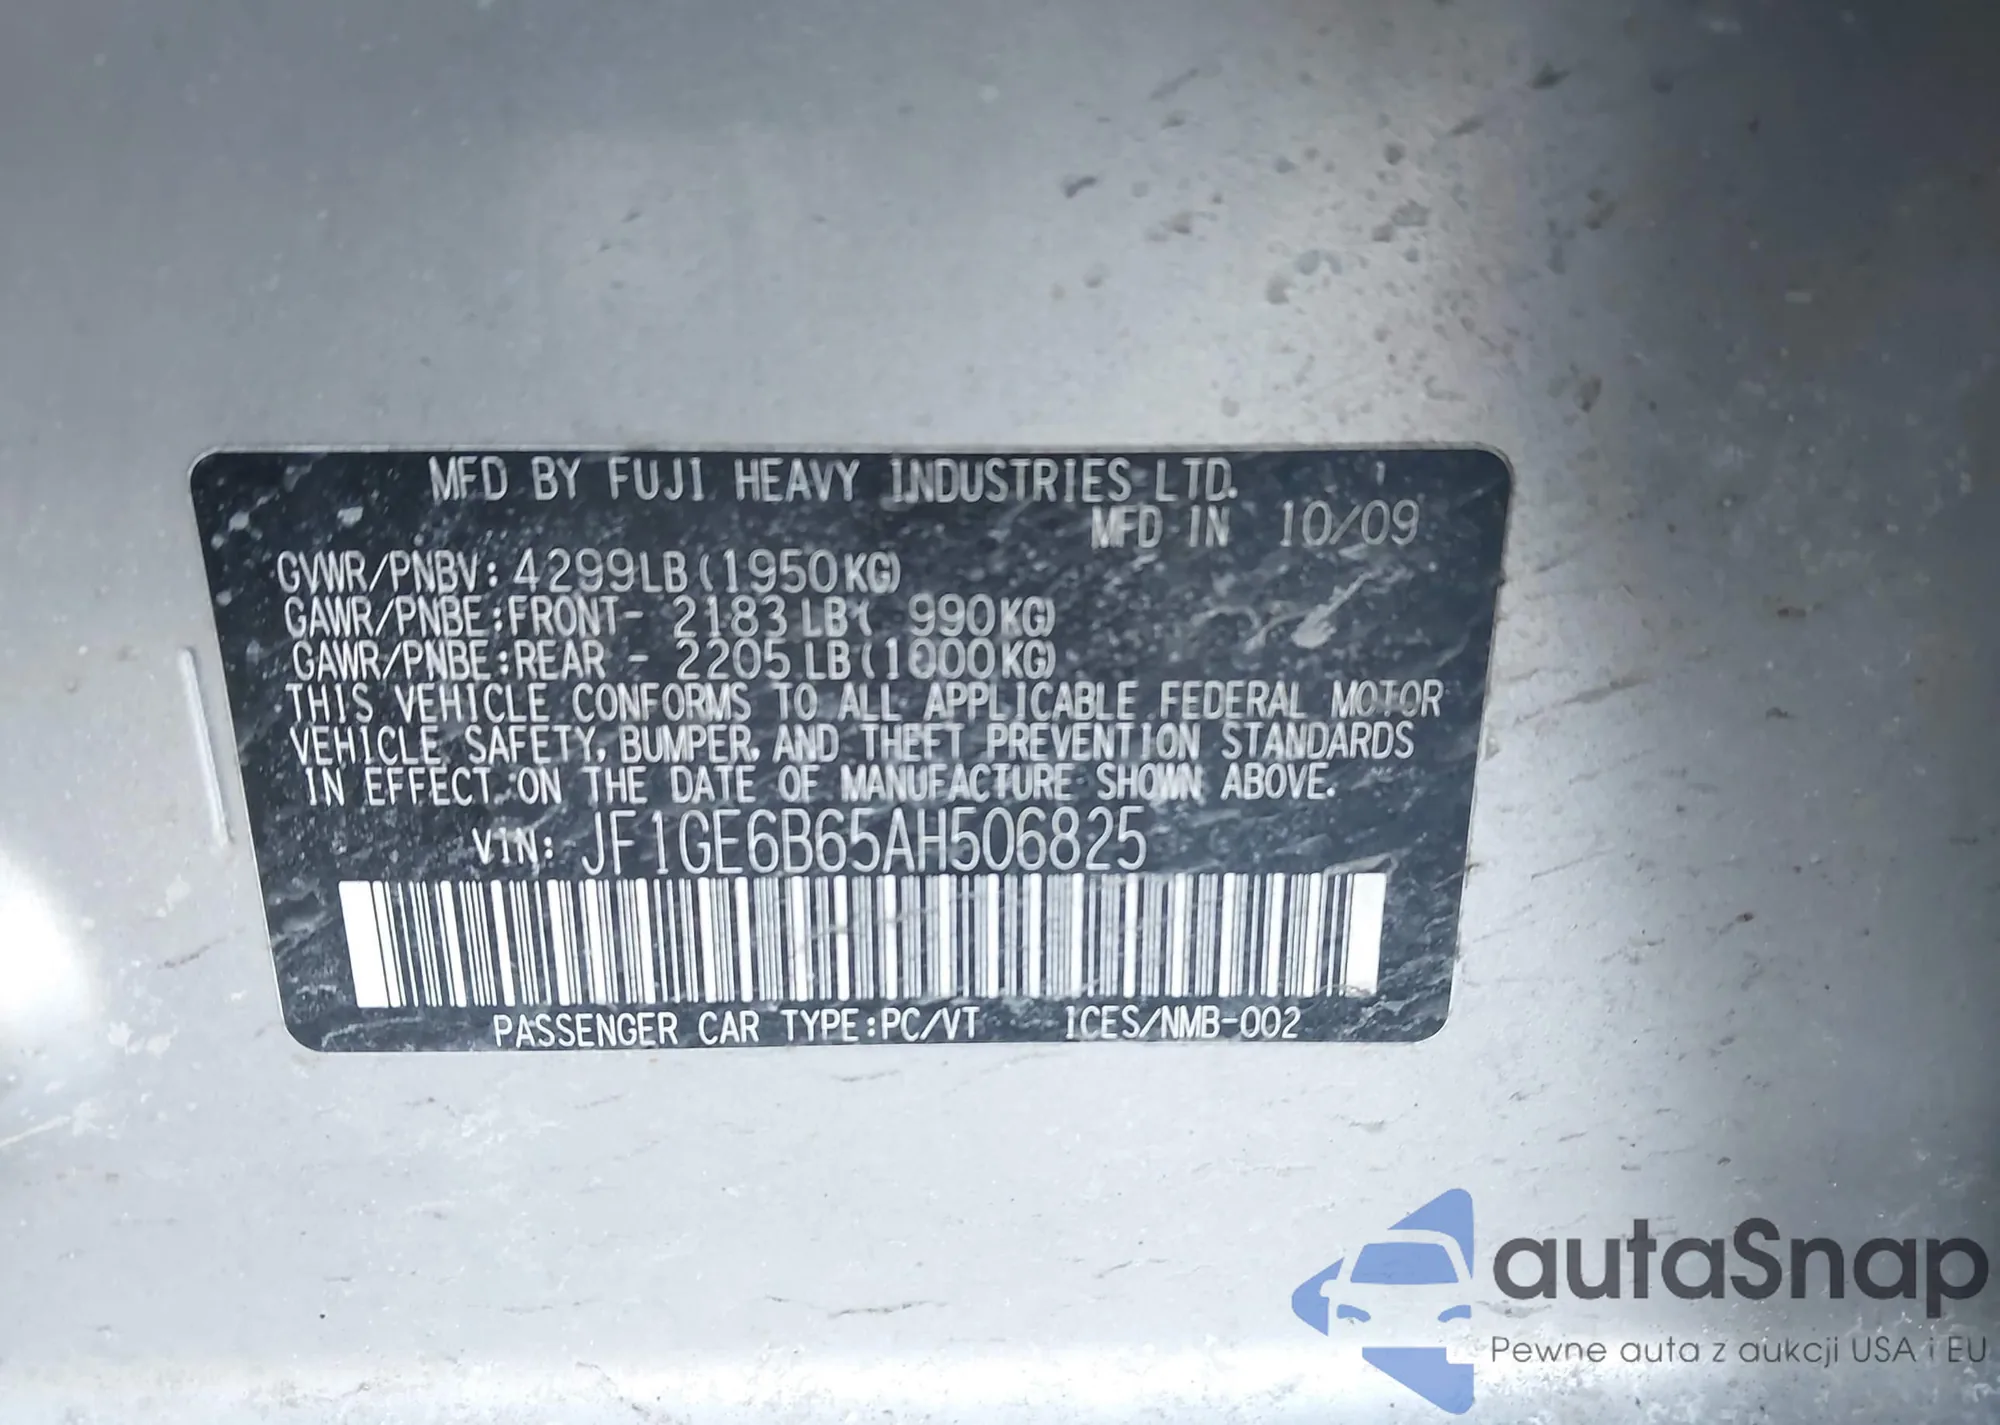 MFD BY FUJI HEAVY INDUSTRIES LTD.
MFD IN 10/09
GVWR/PNBV: 4299LB(1950KG)
GAWR/PNBE:FRONT- 2183LB( 990KG)
GAWR/PNBE:REAR - 2205LB(1000KG)
THIS VEHICLE CONFORMS TO ALL APPLICABLE FEDERAL MOTOR
VEHICLE SAFETY, BUMPER, AND THEFT PREVENTION STANDARDS
IN EFFECT ON THE DATE OF MANUFACTURE SHOWN ABOVE.
VIN: JF1GE6B65AH506825
PASSENGER CAR TYPE:PC/VT ICES/NMB-002
autaSnap
Pewne auta z aukcji USA i EU